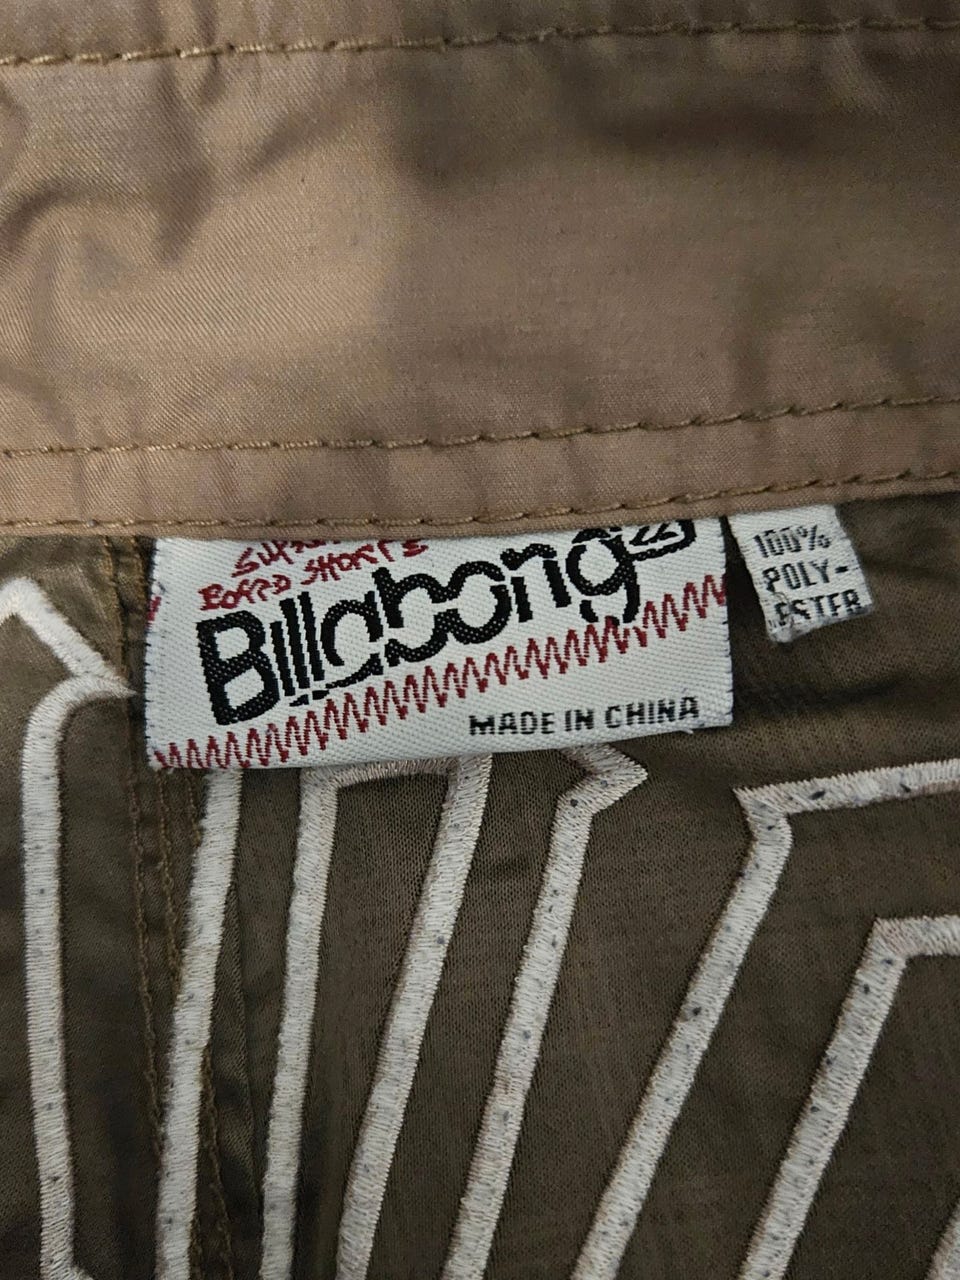 BOARD SHORTS
Billabong
MADE IN CHINA
100%
POLY-
ESTER